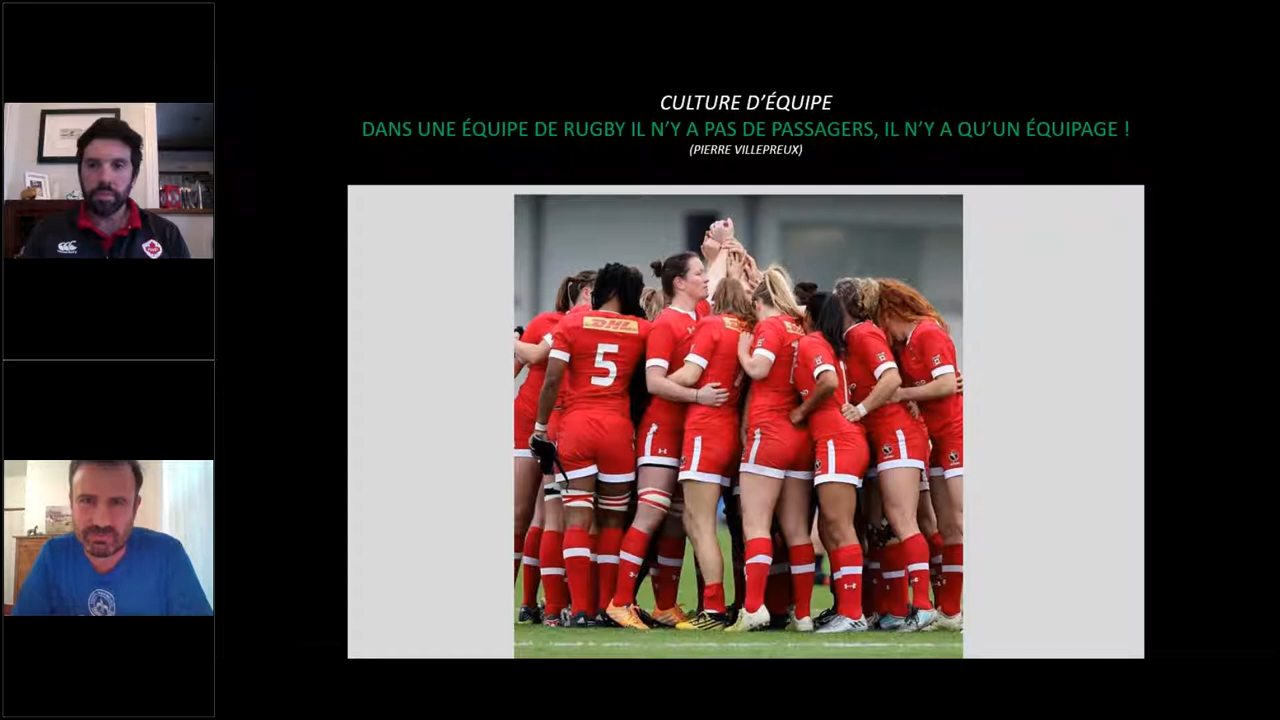 CULTURE D'ÉQUIPE
DANS UNE ÉQUIPE DE RUGBY IL N'Y A PAS DE PASSAGERS, IL N'Y A QU'UN ÉQUIPAGE !
(PIERRE VILLEPREUX)
DHL
5